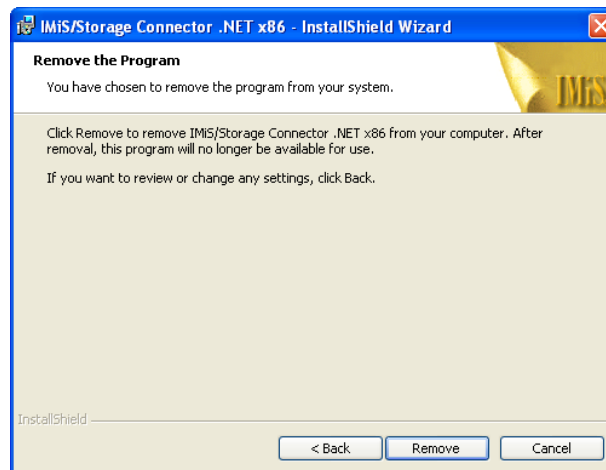 IMiS/Storage Connector .NET x86 - InstallShield Wizard
Remove the Program
You have chosen to remove the program from your system.
IMiS
Click Remove to remove IMiS/Storage Connector .NET x86 from your computer. After
removal, this program will no longer be available for use.
If you want to review or change any settings, click Back.
InstallShield
< Back
Remove
Cancel